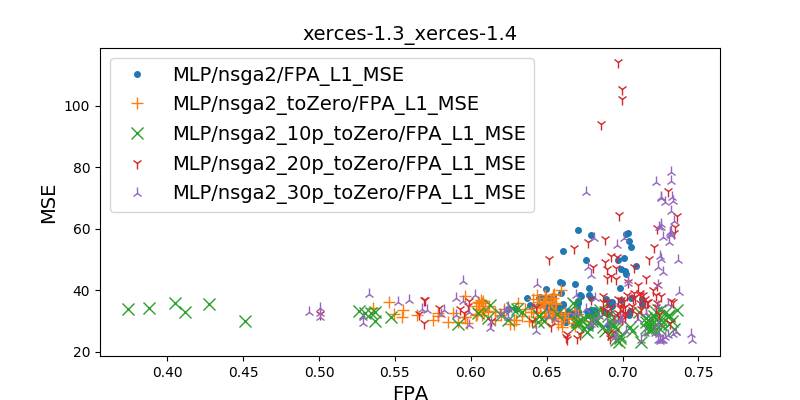 xerces-1.3_xerces-1.4
MLP/nsga2/FPA_L1_MSE
MLP/nsga2_toZero/FPA_L1_MSE
MLP/nsga2_10p_toZero/FPA_L1_MSE
MLP/nsga2_20p_toZero/FPA_L1_MSE
MLP/nsga2_30p_toZero/FPA_L1_MSE
MSE
100
80
60
40
20
0.40 0.45 0.50 0.55 0.60 0.65 0.70 0.75
FPA